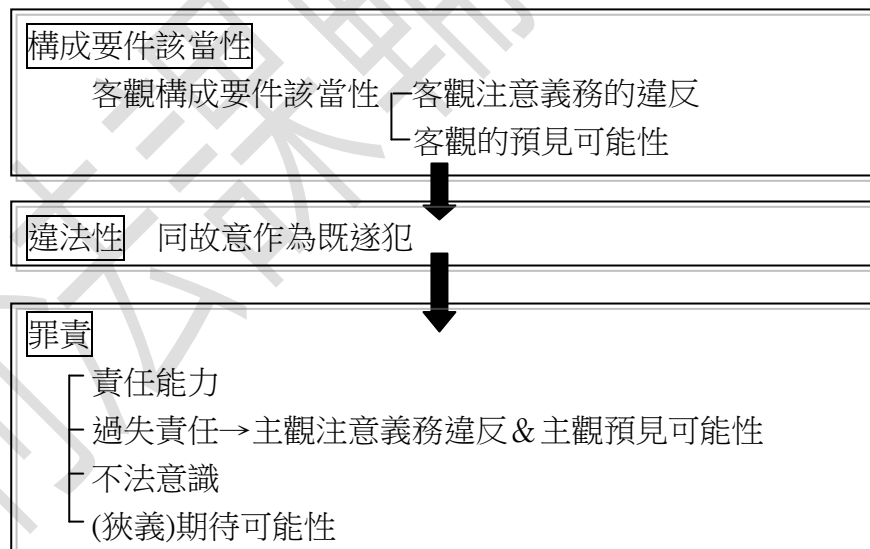 構成要件該當性
客觀構成要件該當性 客觀注意義務的違反
客觀的預見可能性
違法性 同故意作為既遂犯
罪責
責任能力
過失責任→主觀注意義務違反&主觀預見可能性
不法意識
(狹義)期待可能性